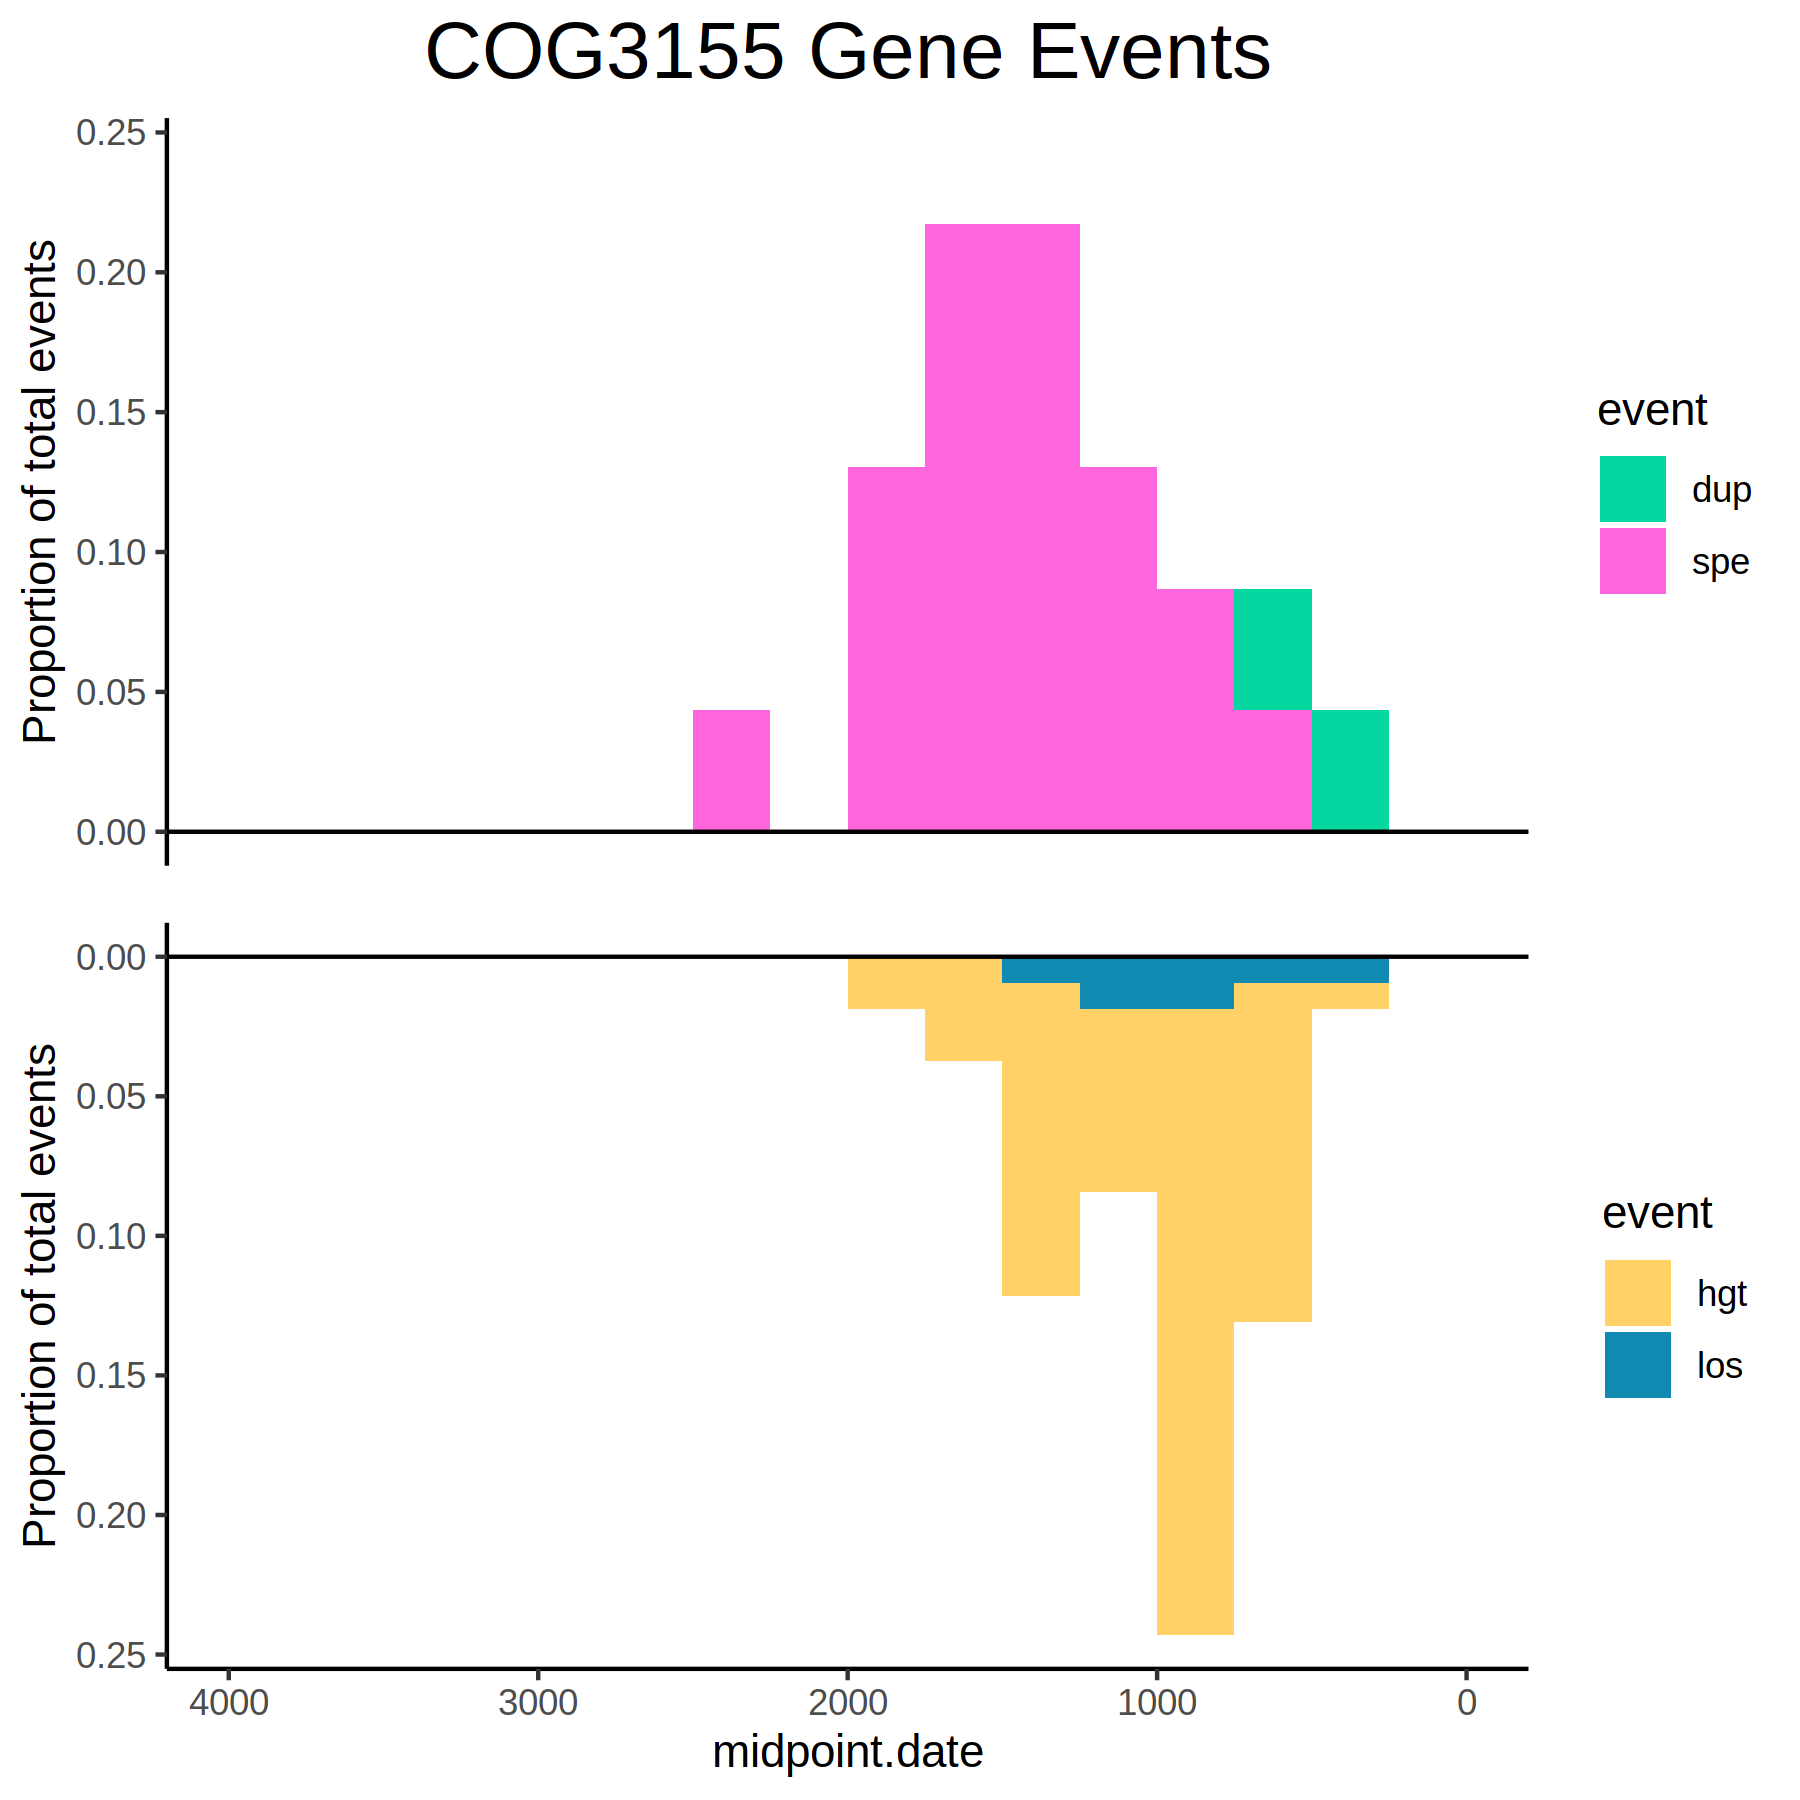 COG3155 Gene Events
Proportion of total events
0.25
0.20
0.15
0.10
0.05
0.00
event
dup
spe
Proportion of total events
0.00
0.05
0.10
0.15
0.20
0.25
event
hgt
los
4000 3000 2000 1000 0
midpoint.date